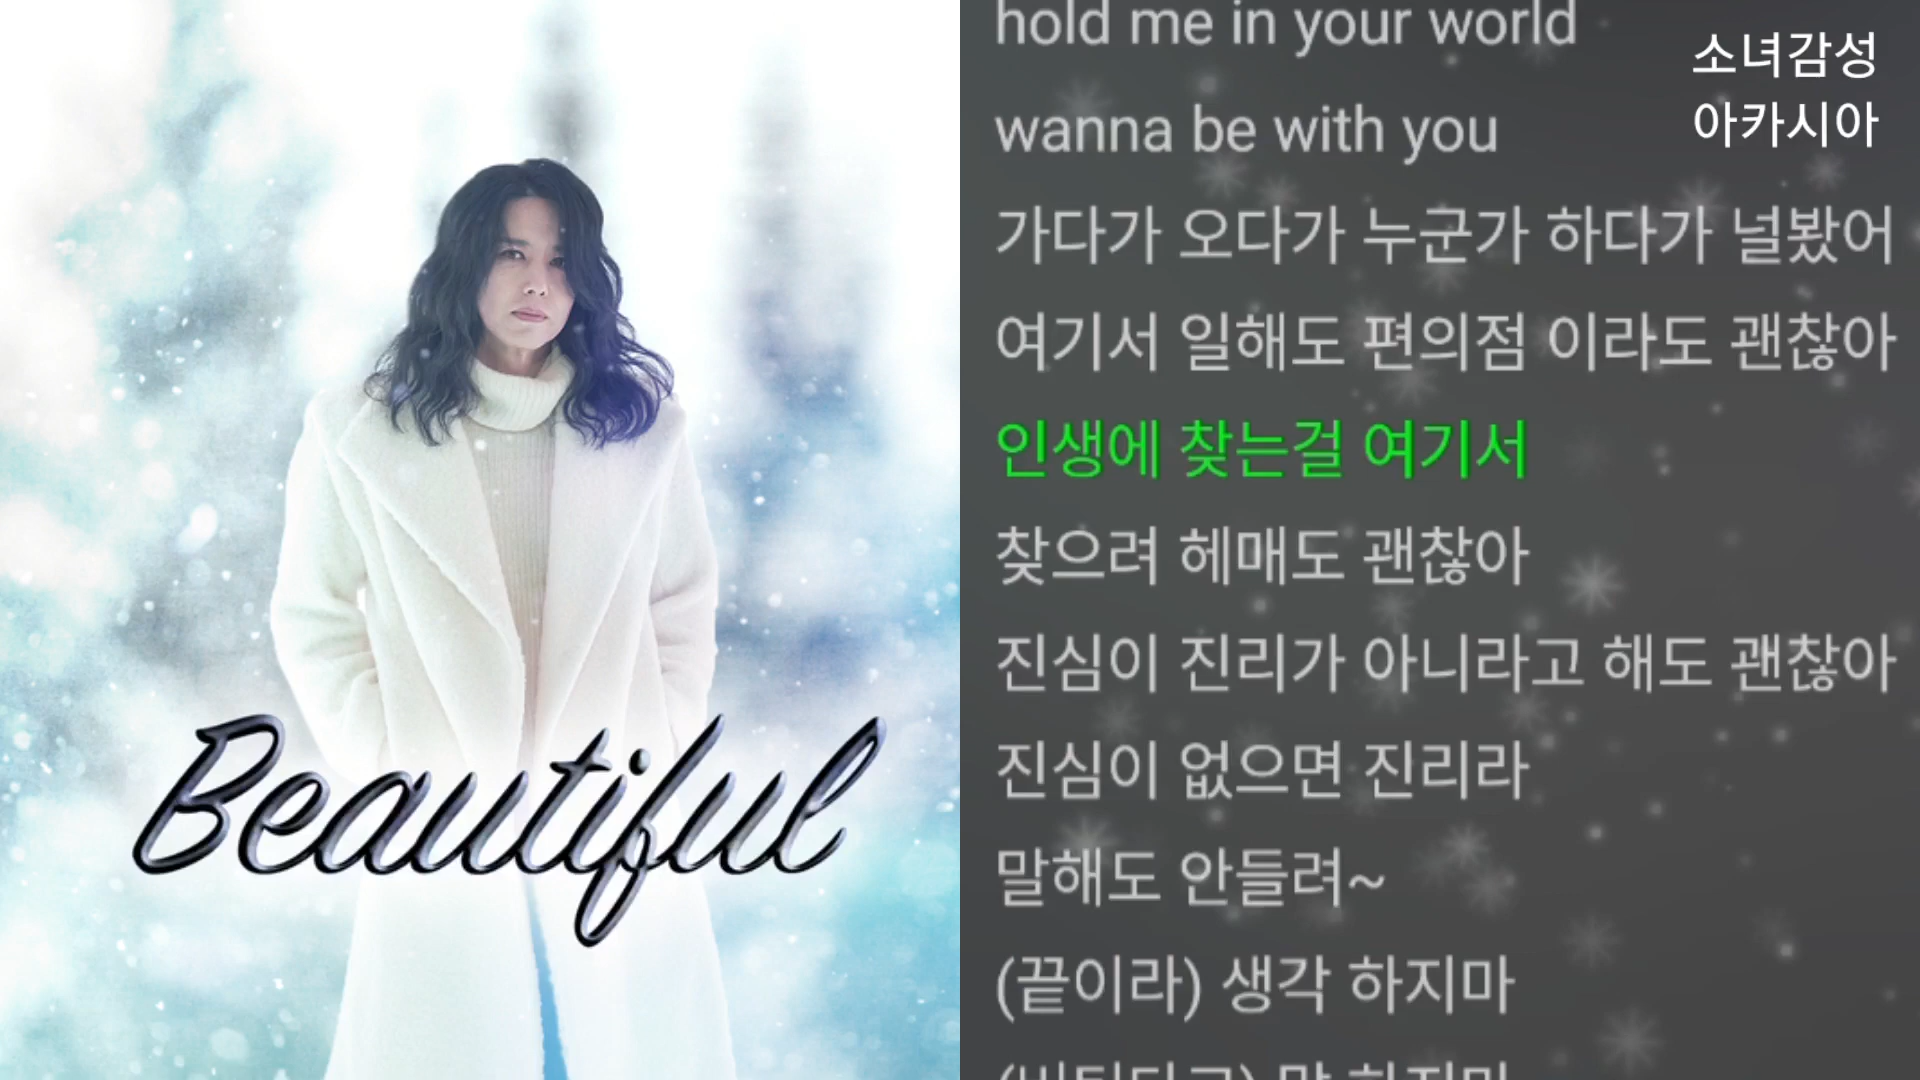 Beautiful
소녀감성
아카시아
hold me in your world
wanna be with you
가다가 오다가 누군가 하다가 널봤어
여기서 일해도 편의점 이라도 괜찮아
인생에 찾는걸 여기서
찾으려 헤매도 괜찮아
진심이 진리가 아니라고 해도 괜찮아
진심이 없으면 진리라
말해도 안들려~
(끝이라) 생각 하지마